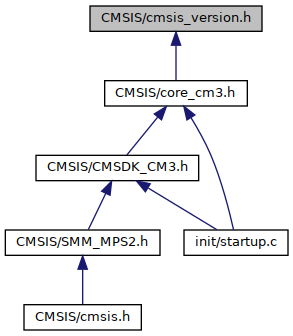 CMSIS/cmsis_version.h
CMSIS/core_cm3.h
CMSIS/CMSDK_CM3.h
CMSIS/SMM_MPS2.h
init/startup.c
CMSIS/cmsis.h